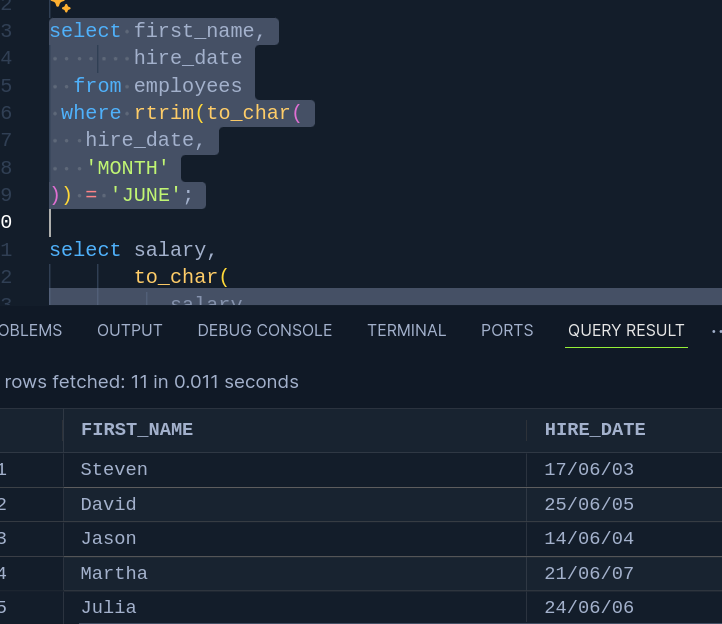 2
3 select first_name,
4 hire_date
5 from employees
6 where rtrim(to_char(
7 hire_date,
8 'MONTH'
9 )) = 'JUNE';
0
1 select salary,
2 to_char(
3 salary
OBLEMS OUTPUT DEBUG CONSOLE TERMINAL PORTS QUERY RESULT ··
rows fetched: 11 in 0.011 seconds
FIRST_NAME HIRE_DATE
1 Steven 17/06/03
2 David 25/06/05
3 Jason 14/06/04
4 Martha 21/06/07
5 Julia 24/06/06